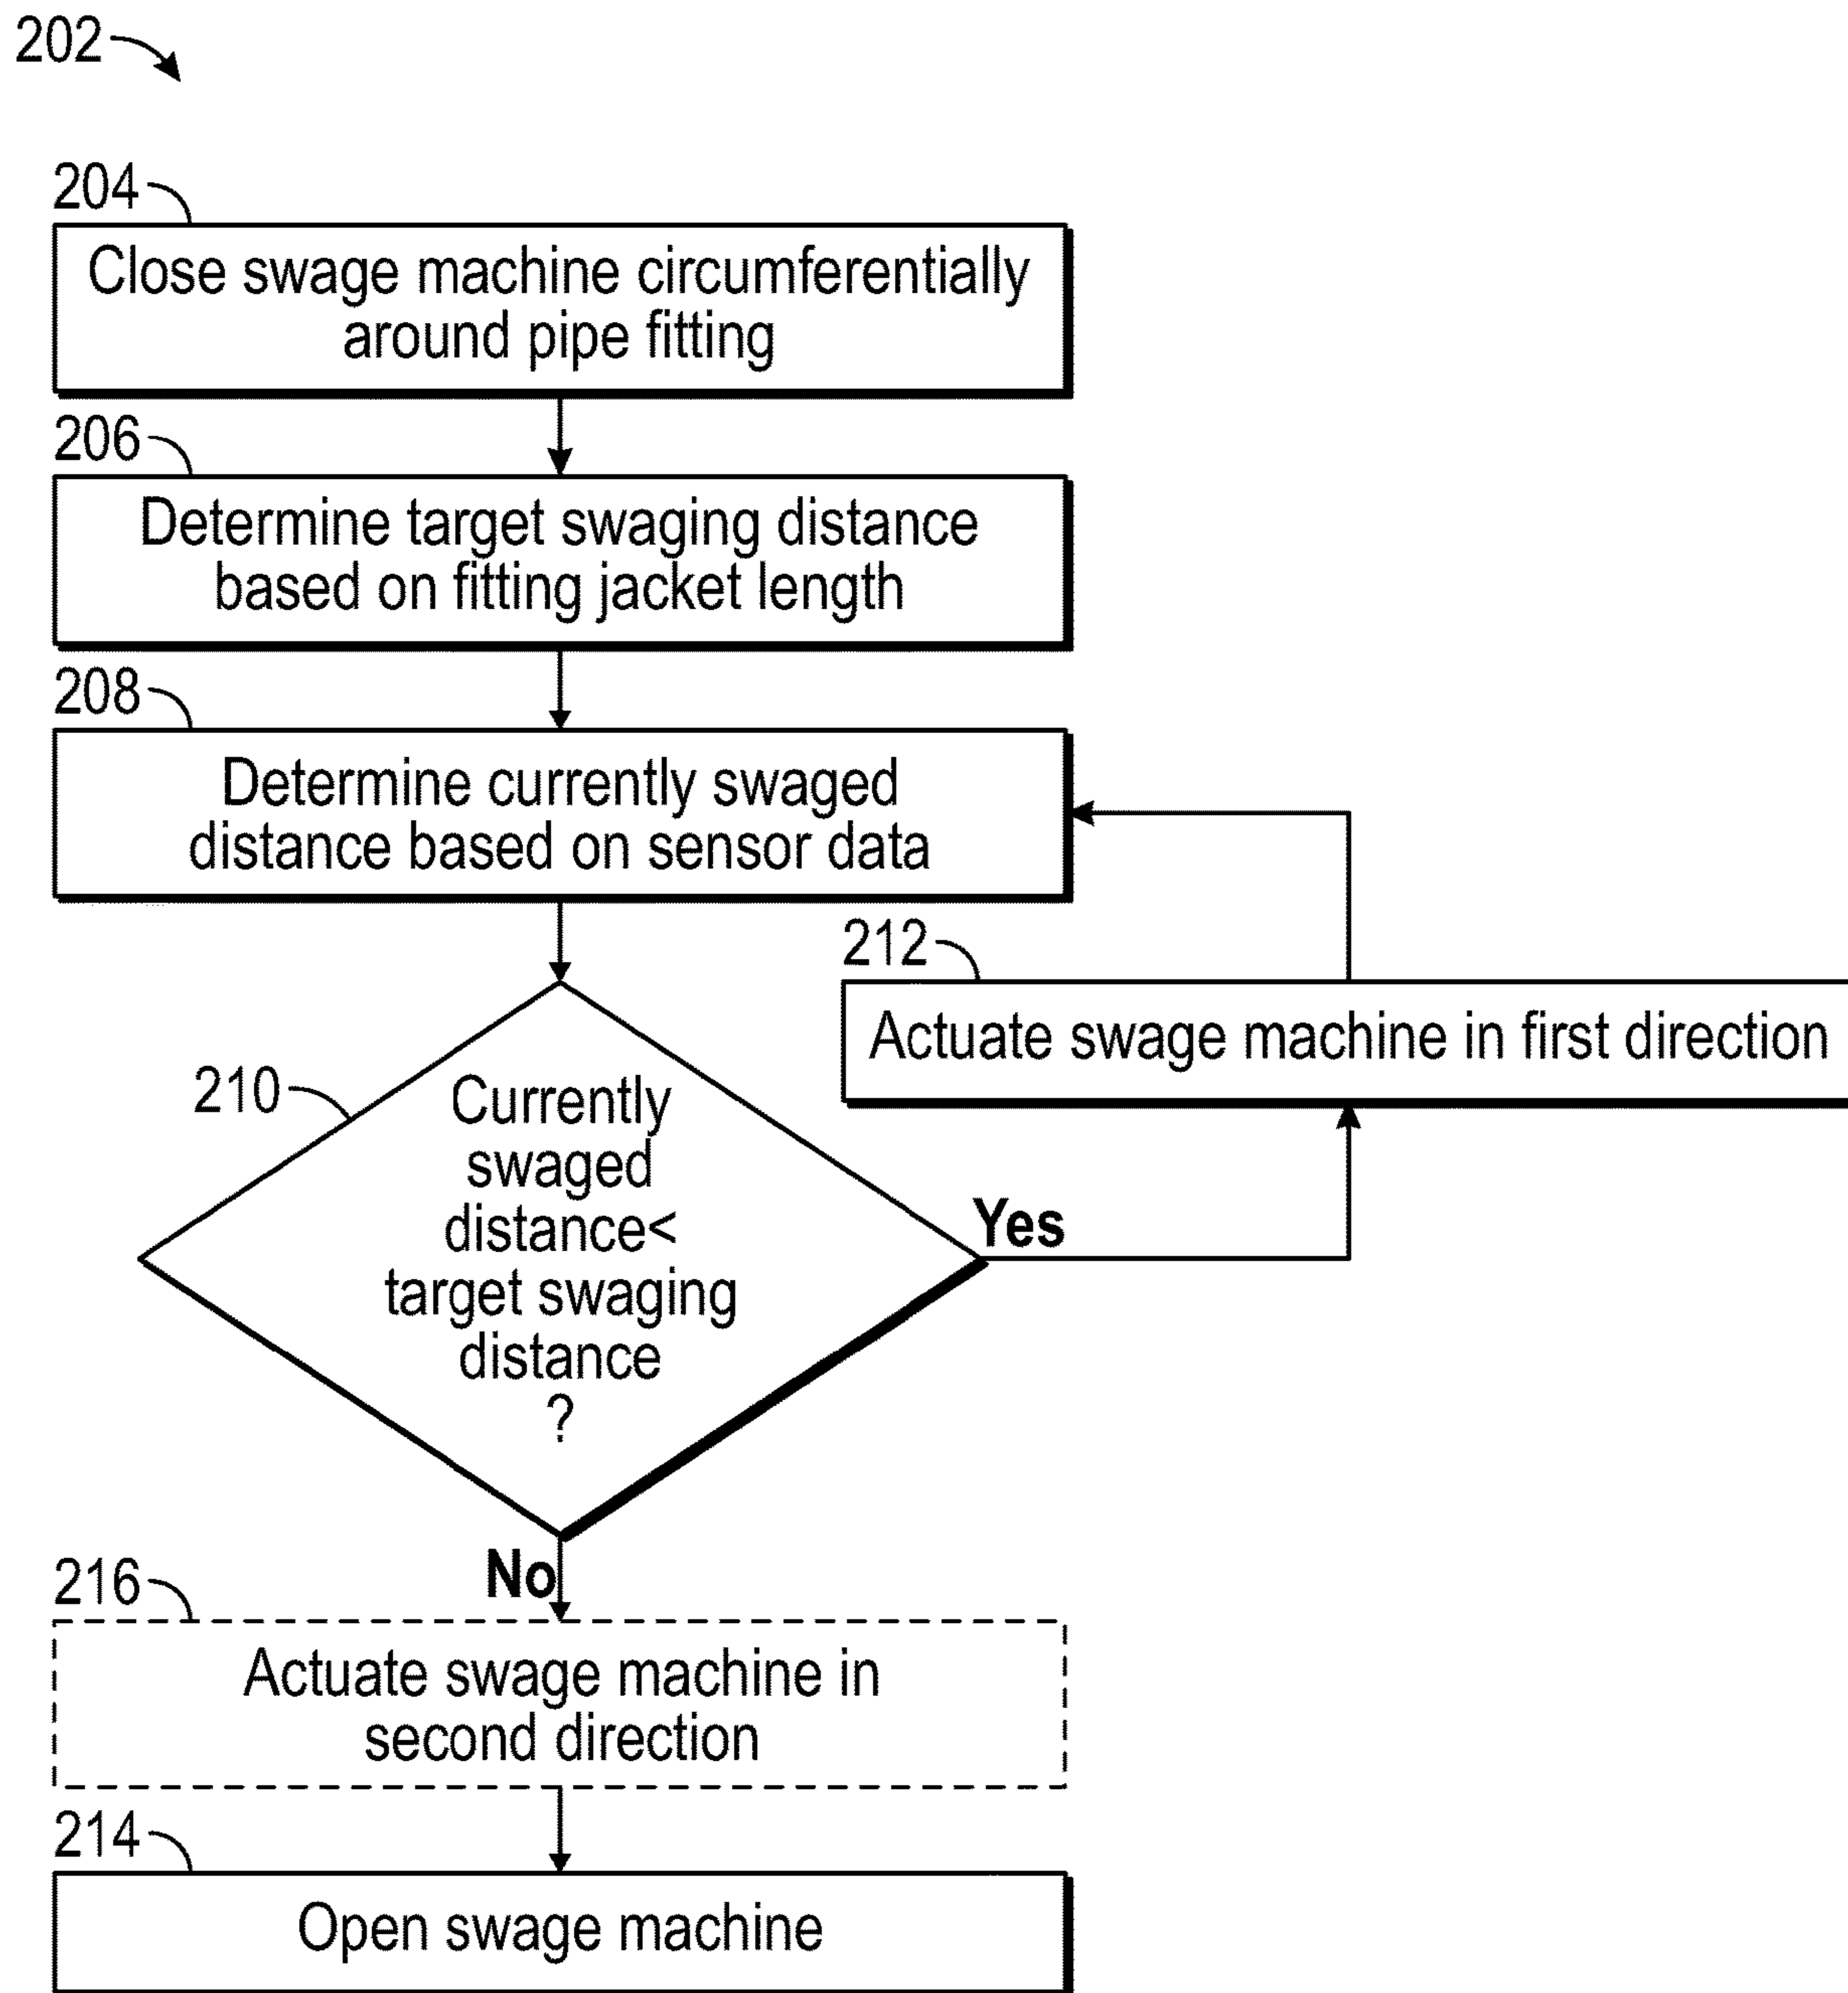 202
204
Close swage machine circumferentially
around pipe fitting
206
Determine target swaging distance
based on fitting jacket length
208
Determine currently swaged
distance based on sensor data
212
Actuate swage machine in first direction
210
Currently
swaged
distance<
target swaging
distance
?
Yes
No
216
Actuate swage machine in
second direction
214
Open swage machine